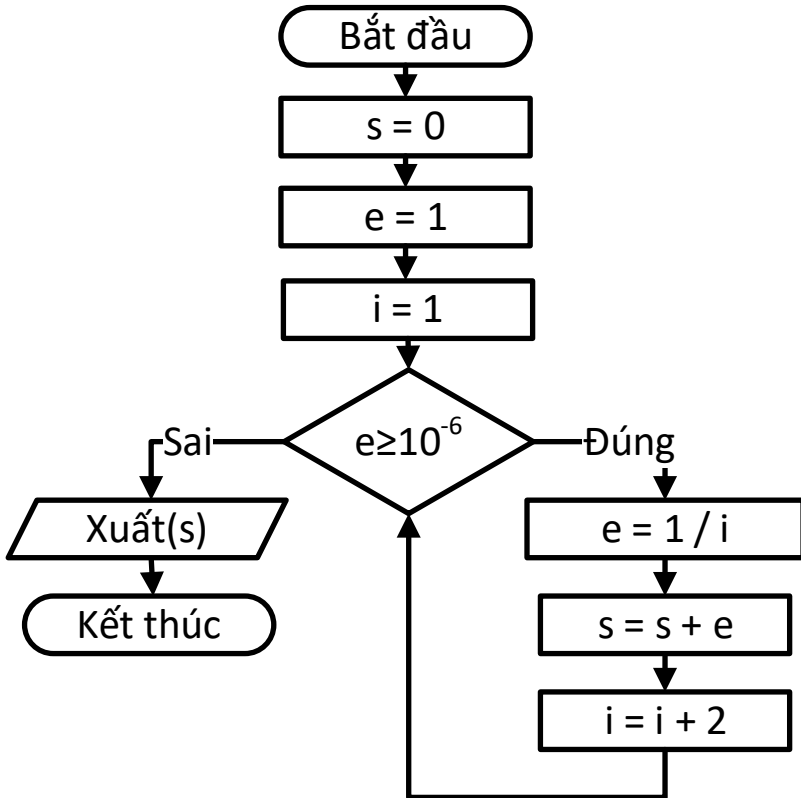 Bắt đầu
s = 0
e = 1
i = 1
e≥10⁻⁶
Sai
Đúng
Xuất(s)
Kết thúc
e = 1 / i
s = s + e
i = i + 2